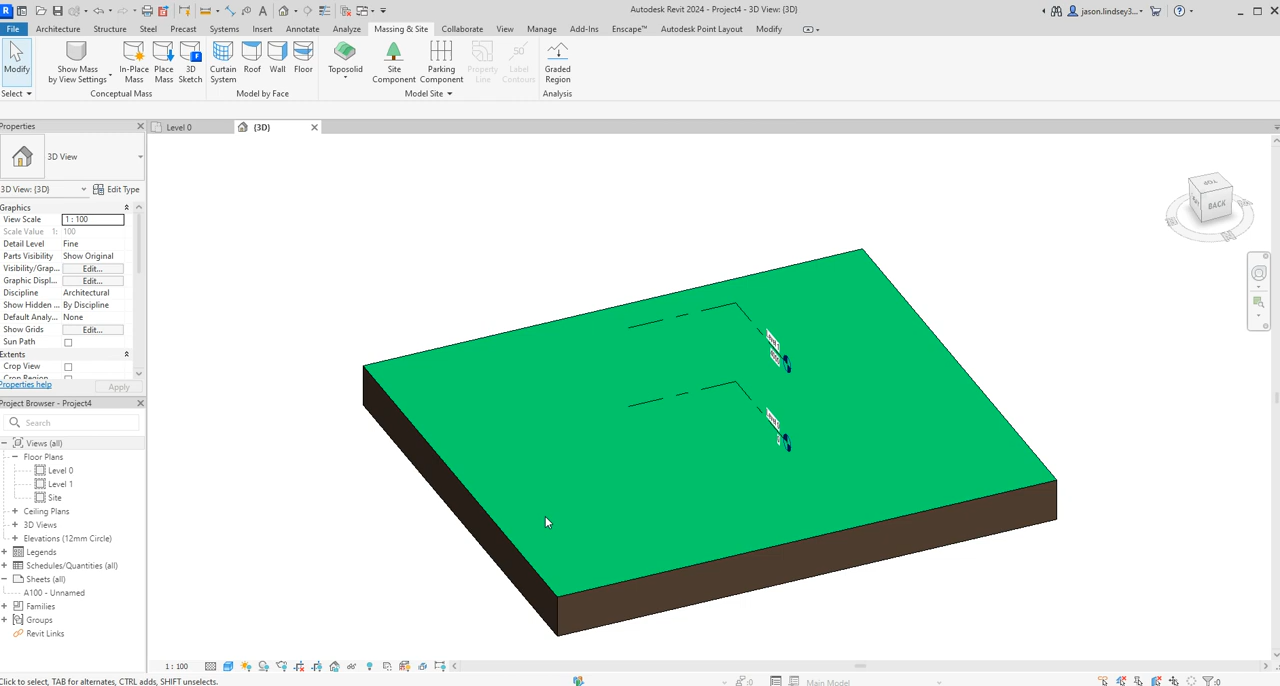 Autodesk Revit 2024 - Project4 - 3D View: {3D}
jason.lindsey3...
File Architecture Structure Steel Precast Systems Insert Annotate Analyze Massing & Site Collaborate View Manage Add-Ins Enscape™ Autodesk Point Layout Modify
Modify
Show Mass
by View Settings
In-Place
Mass
Place
Mass
3D
Sketch
Curtain
System
Roof
Wall
Floor
Toposolid
Site
Component
Parking
Component
Property
Line
Label
Contours
Graded
Region
Select
Conceptual Mass
Model by Face
Model Site
Analysis
Properties
Level 0
{3D}
3D View
3D View: {3D}
Edit Type
Graphics
View Scale 1 : 100
Scale Value 1: 100
Detail Level Fine
Parts Visibility Show Original
Visibility/Grap... Edit...
Graphic Displ... Edit...
Discipline Architectural
Show Hidden ... By Discipline
Default Analy... None
Show Grids Edit...
Sun Path
Extents
Crop View
Crop Region
Properties help
Apply
Project Browser - Project4
Search
Views (all)
Floor Plans
Level 0
Level 1
Site
Ceiling Plans
3D Views
Elevations (12mm Circle)
Legends
Schedules/Quantities (all)
Sheets (all)
A100 - Unnamed
Families
Groups
Revit Links
TOP
BACK
1 : 100
Click to select, TAB for alternates, CTRL adds, SHIFT unselects.
:0
Main Model
:0